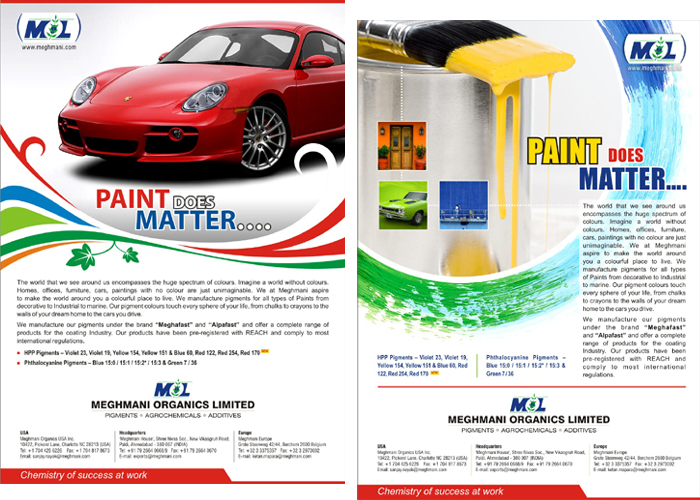 MOL
www.meghmani.com
PAINT DOES
MATTER....
The world that we see around us encompasses the huge spectrum of colours. Imagine a world without colours.
Homes, offices, furniture, cars, paintings with no colour are just unimaginable. We at Meghmani aspire
to make the world around you a colourful place to live. We manufacture pigments for all types of Paints from
decorative to Industrial to marine. Our pigment colours touch every sphere of your life, from chalks to crayons to the
walls of your dream home to the cars you drive.
We manufacture our pigments under the brand "Meghafast" and "Alpafast" and offer a complete range of
products for the coating Industry. Our products have been pre-registered with REACH and comply to most
international regulations.
HPP Pigments – Violet 23, Violet 19, Yellow 154, Yellow 151 & Blue 60, Red 122, Red 254, Red 170
Phthalocyanine Pigments – Blue 15:0 / 15:1 / 15:2* / 15:3 & Green 7 / 36
MOL
MEGHMANI ORGANICS LIMITED
PIGMENTS • AGROCHEMICALS • ADDITIVES
USA
Meghmani Organics USA Inc.
Headquarters
Meghmani Europe
Chemistry of success at work
MOL
www.meghmani.com
PAINT DOES
MATTER....
The world that we see around us
encompasses the huge spectrum of
colours. Imagine a world without
colours. Homes, offices, furniture,
cars, paintings with no colour are just
unimaginable. We at Meghmani
aspire to make the world around
you a colourful place to live. We
manufacture pigments for all types of
Paints from decorative to industrial
to marine. Our pigment colours touch
every sphere of your life, from chalks
to crayons to the walls of your dream
home to the cars you drive.
We manufacture our pigments
under the brand "Meghafast"
and "Alpafast" and offer a complete
range of products for the coating
Industry. Our products have been
pre-registered with REACH and
comply to most international
regulations.
HPP Pigments – Violet 23, Violet 19,
Yellow 154, Yellow 151 & Blue 60, Red
122, Red 254, Red 170
Phthalocyanine Pigments –
Blue 15:0 / 15:1 / 15:2* / 15:3 &
Green 7 / 36
MOL
MEGHMANI ORGANICS LIMITED
PIGMENTS • AGROCHEMICALS • ADDITIVES
USA
Meghmani Organics USA Inc.
Headquarters
Europe
Meghmani Europe
Chemistry of success at work